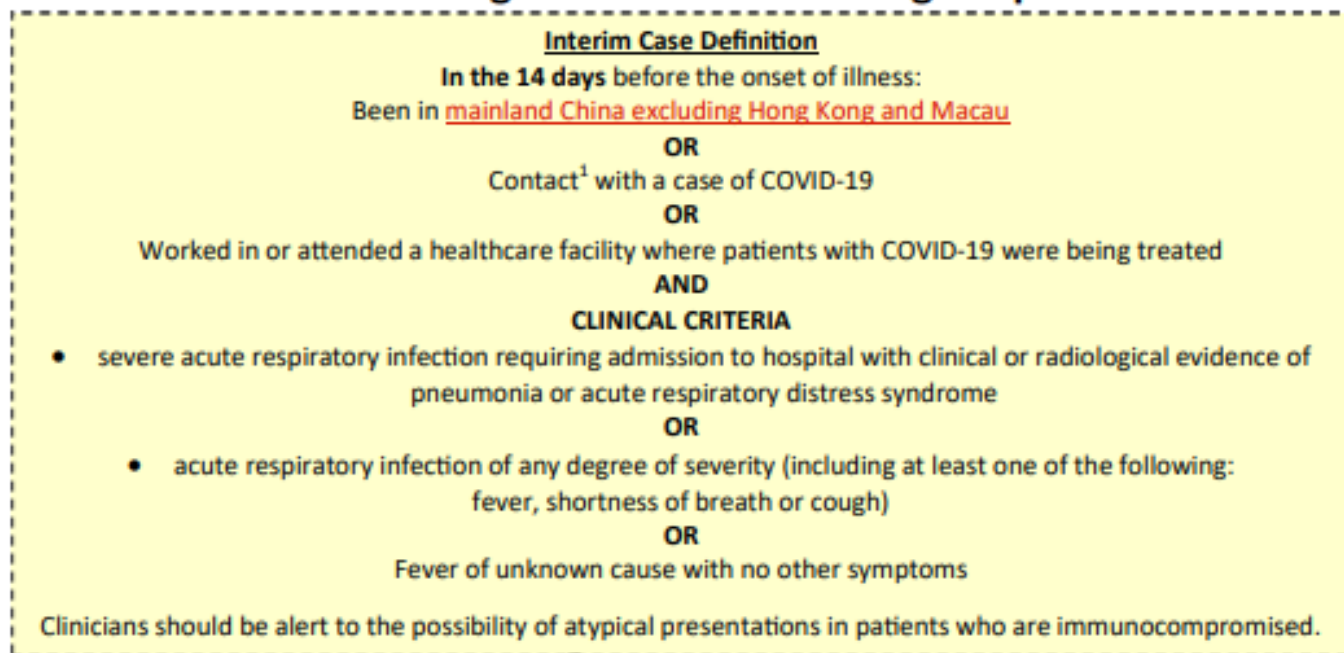 Interim Case Definition
In the 14 days before the onset of illness:
Been in mainland China excluding Hong Kong and Macau
OR
Contact¹ with a case of COVID-19
OR
Worked in or attended a healthcare facility where patients with COVID-19 were being treated
AND
CLINICAL CRITERIA
• severe acute respiratory infection requiring admission to hospital with clinical or radiological evidence of
pneumonia or acute respiratory distress syndrome
OR
• acute respiratory infection of any degree of severity (including at least one of the following:
fever, shortness of breath or cough)
OR
Fever of unknown cause with no other symptoms
Clinicians should be alert to the possibility of atypical presentations in patients who are immunocompromised.